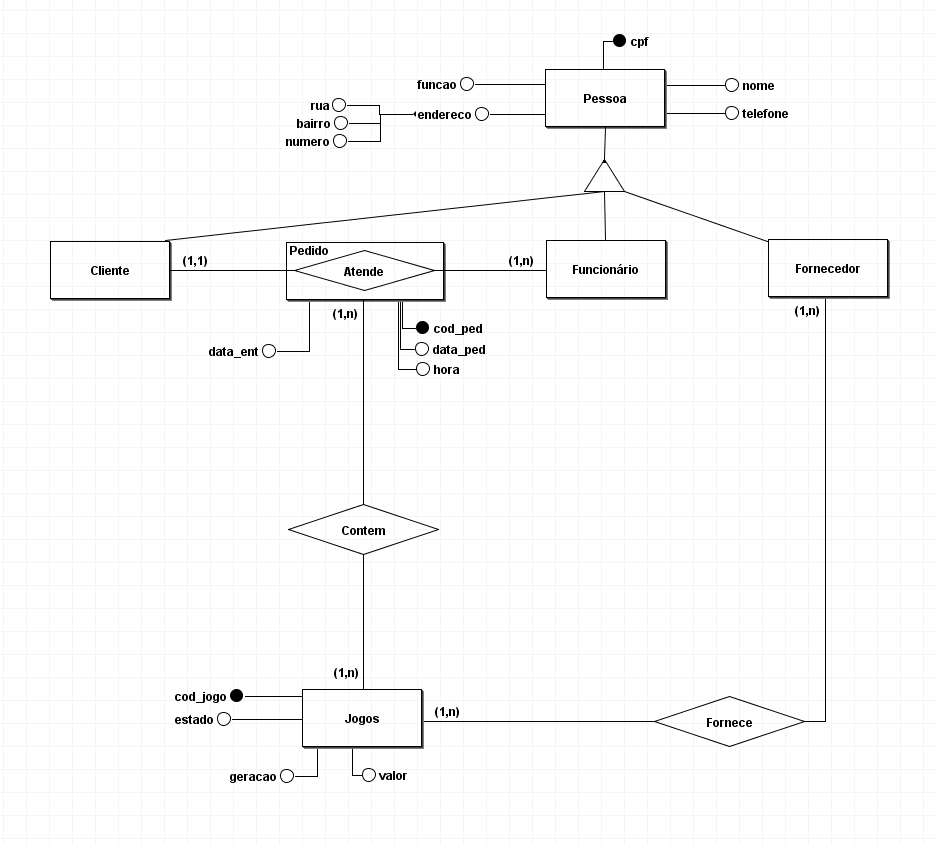 cpf
funcao
nome
Pessoa
rua
endereco
telefone
bairro
numero
Pedido
(1,1)
(1,n)
Cliente
Atende
Funcionário
Fornecedor
(1,n)
(1,n)
cod_ped
data_ent
data_ped
hora
Contem
(1,n)
cod_jogo
(1,n)
estado
Jogos
Fornece
geracao
valor